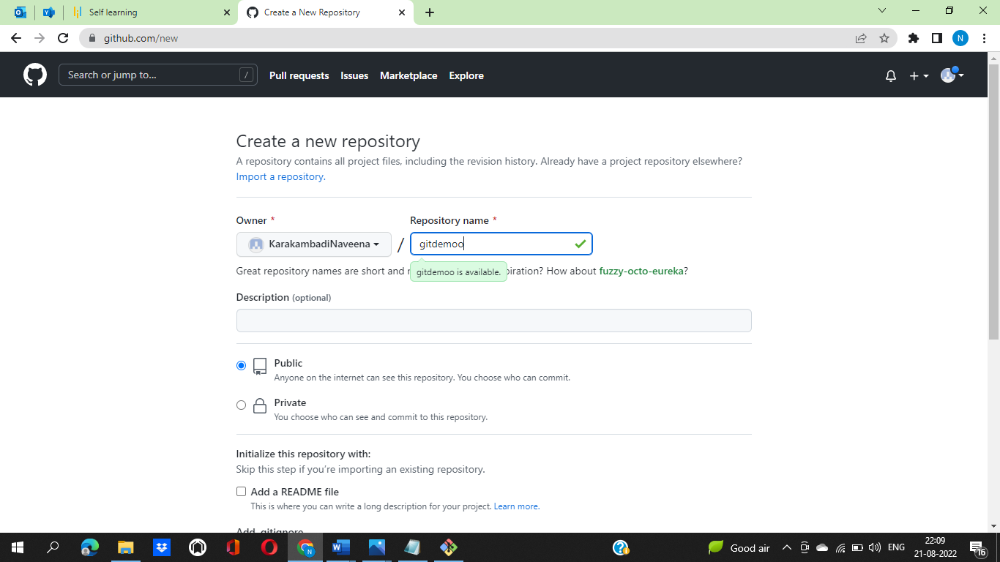 Self learning
Create a New Repository
github.com/new
N
Search or jump to...
/
Pull requests
Issues
Marketplace
Explore
Create a new repository
A repository contains all project files, including the revision history. Already have a project repository elsewhere?
Import a repository.
Owner *
Repository name *
KarakambadiNaveena
/
gitdemoo
Great repository names are short and
gitdemoo is available.
How about fuzzy-octo-eureka?
Description (optional)
Public
Anyone on the internet can see this repository. You choose who can commit.
Private
You choose who can see and commit to this repository.
Initialize this repository with:
Skip this step if you're importing an existing repository.
Add a README file
This is where you can write a long description for your project. Learn more.
Add .gitignore
Good air
ENG
22:09
21-08-2022
16